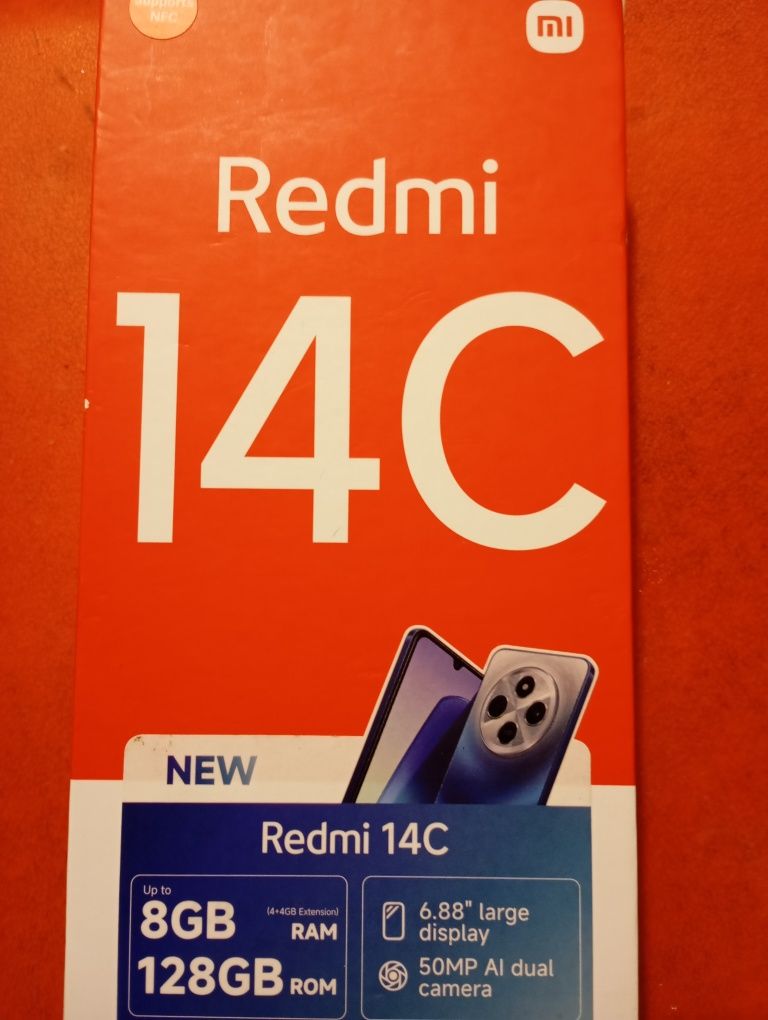 Supports
NFC
mi
Redmi
14C
NEW
Redmi 14C
Up to
8GB (4+4GB Extension) RAM
128GB ROM
6.88" large
display
50MP AI dual
camera